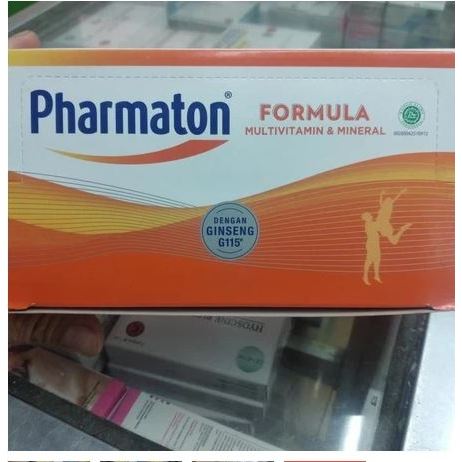 Pharmaton®
FORMULA
MULTIVITAMIN & MINERAL
DENGAN
GINSENG
G115®